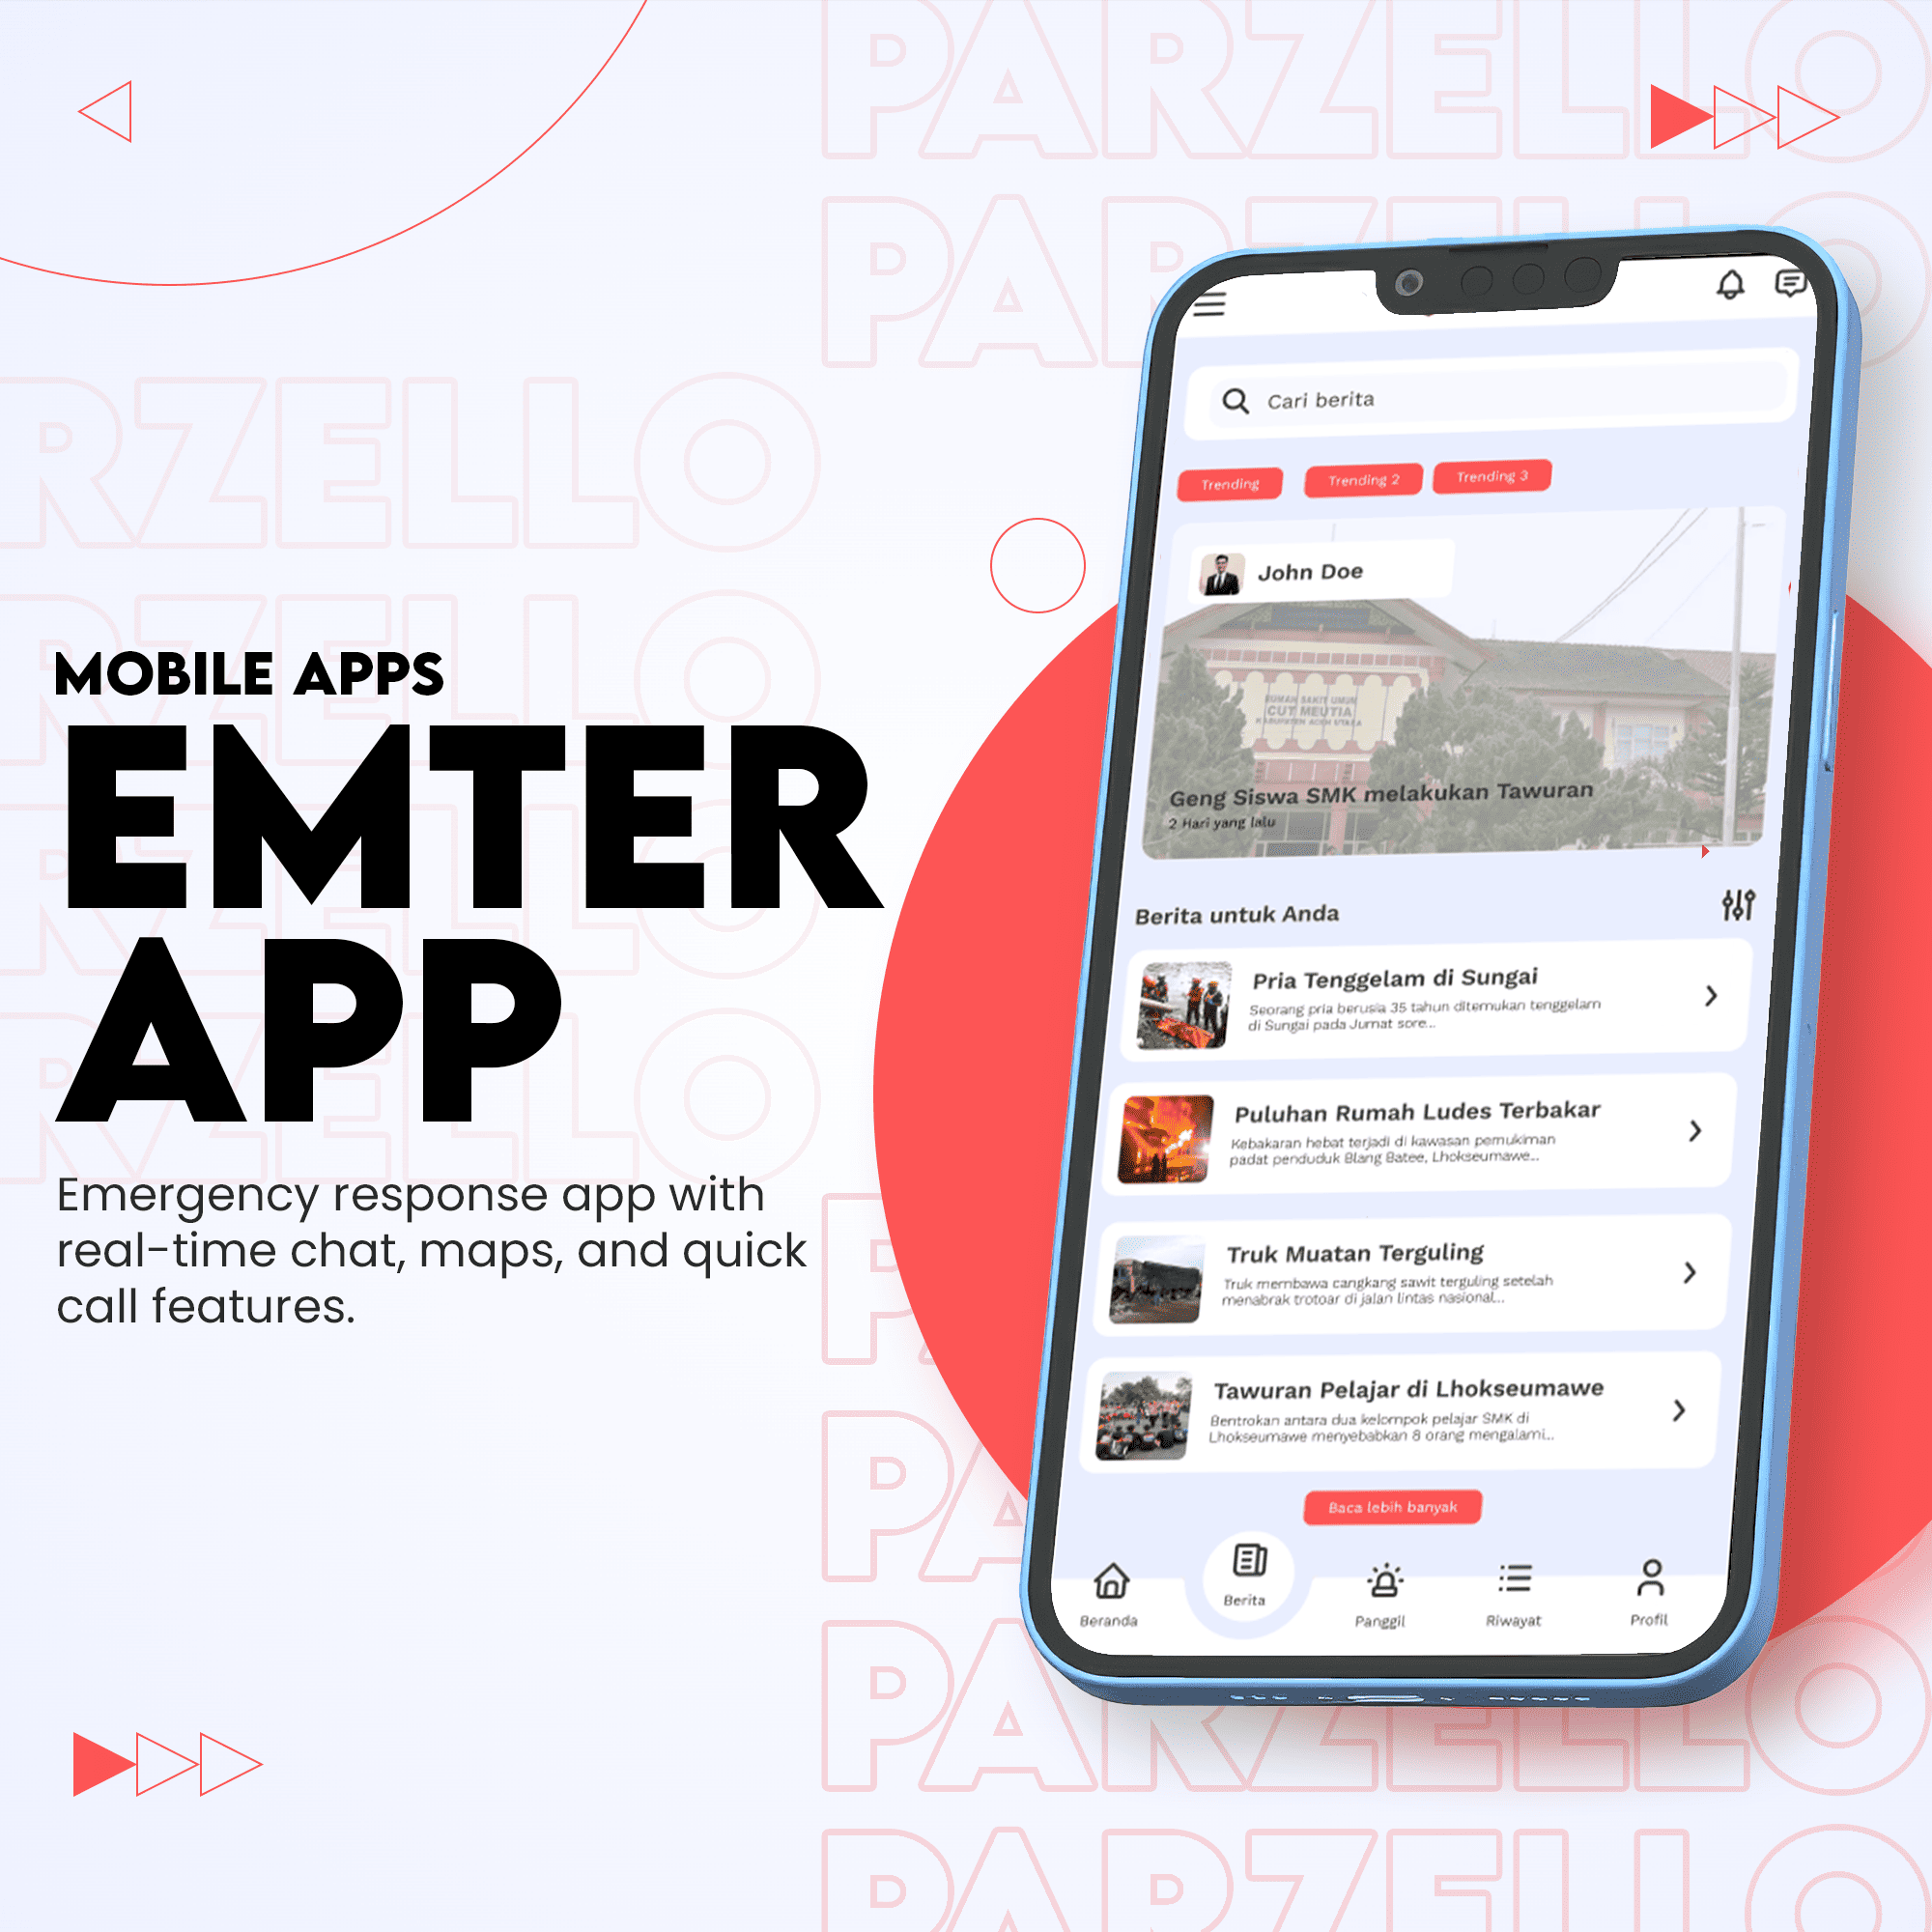 PARZELLO
PARZELLO
RZELLO
RZELLO
MOBILE APPS
EMTER
APP
Emergency response app with
real-time chat, maps, and quick
call features.
RZELLO
RZELLO
Cari berita
Trending
Trending 2
Trending 3
John Doe
RUMAH SAKIT UMUM
CUT MEUTIA
KABUPATEN ACEH UTARA
Geng Siswa SMK melakukan Tawuran
2 Hari yang lalu
Berita untuk Anda
Pria Tenggelam di Sungai
Seorang pria berusia 35 tahun ditemukan tenggelam
di Sungai pada Jumat sore...
Puluhan Rumah Ludes Terbakar
Kebakaran hebat terjadi di kawasan pemukiman
padat penduduk Blang Batee, Lhokseumawe...
Truk Muatan Terguling
Truk membawa cangkang sawit terguling setelah
menabrak trotoar di jalan lintas nasional...
Tawuran Pelajar di Lhokseumawe
Bentrokan antara dua kelompok pelajar SMK di
Lhokseumawe menyebabkan 8 orang mengalami...
Baca lebih banyak
Beranda
Berita
Panggil
Riwayat
Profil
PARZELLO
PARZELLO